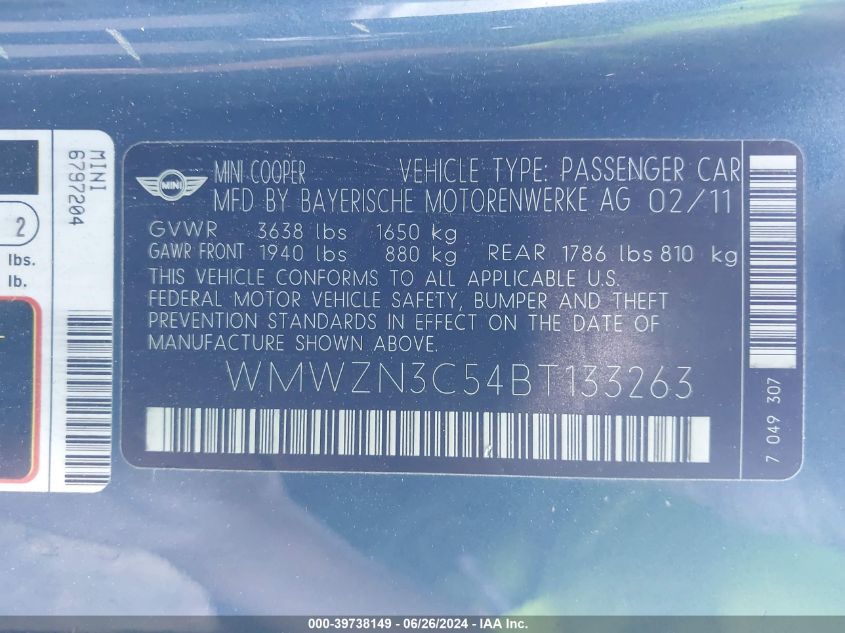 MINI
6797204
2
lbs.
lb.
MINI
MINI COOPER VEHICLE TYPE: PASSENGER CAR
MFD BY BAYERISCHE MOTORENWERKE AG 02/11
GVWR 3638 lbs 1650 kg
GAWR FRONT 1940 lbs 880 kg REAR 1786 lbs 810 kg
THIS VEHICLE CONFORMS TO ALL APPLICABLE U.S.
FEDERAL MOTOR VEHICLE SAFETY, BUMPER AND THEFT
PREVENTION STANDARDS IN EFFECT ON THE DATE OF
MANUFACTURE SHOWN ABOVE.
WMWZN3C54BT133263
7 049 307
000-39738149 - 06/26/2024 - IAA, Inc.